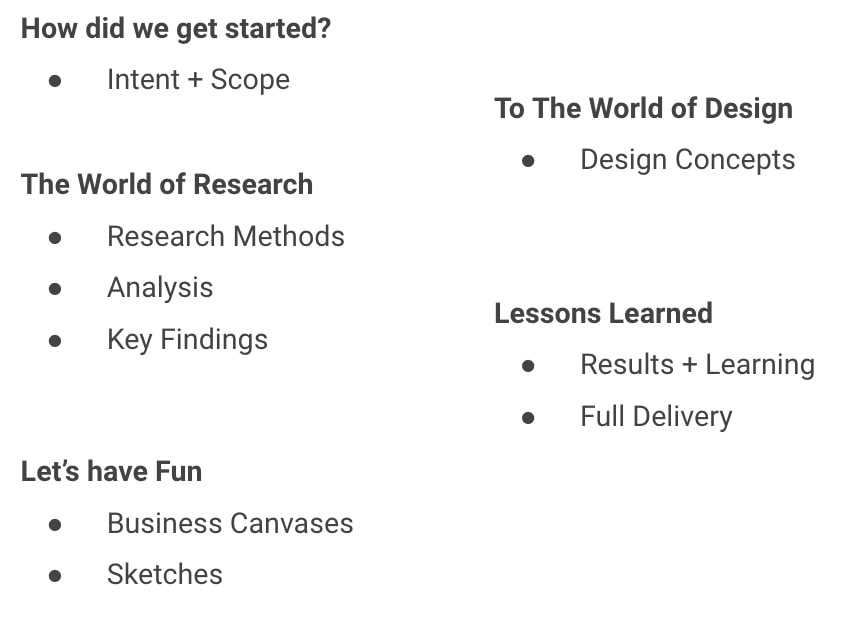 How did we get started?
● Intent + Scope
The World of Research
● Research Methods
● Analysis
● Key Findings
Let’s have Fun
● Business Canvases
● Sketches
To The World of Design
● Design Concepts
Lessons Learned
● Results + Learning
● Full Delivery